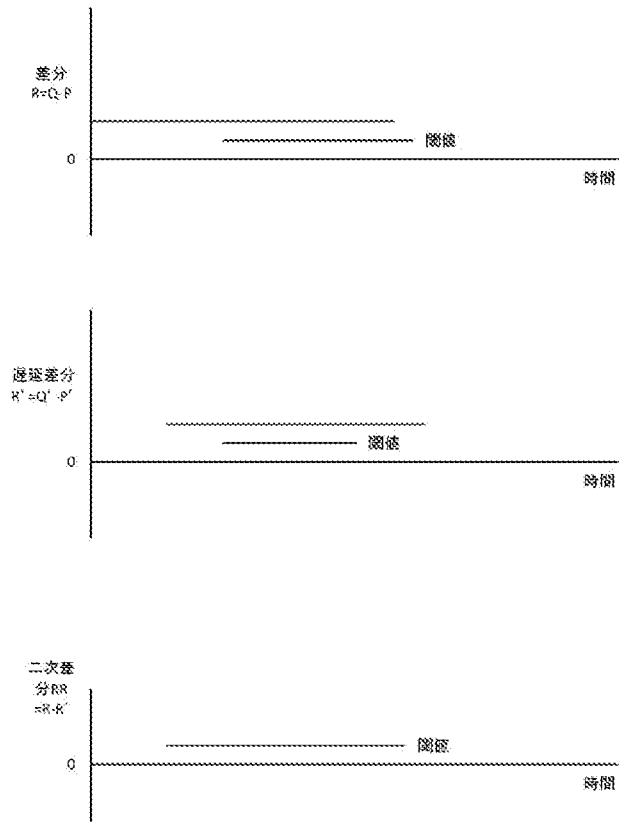 差分
R=Q-P
閾値
0
時間
遅延差分
R'=Q'-P'
閾値
0
時間
二次差
分RR
=R-R'
閾値
0
時間